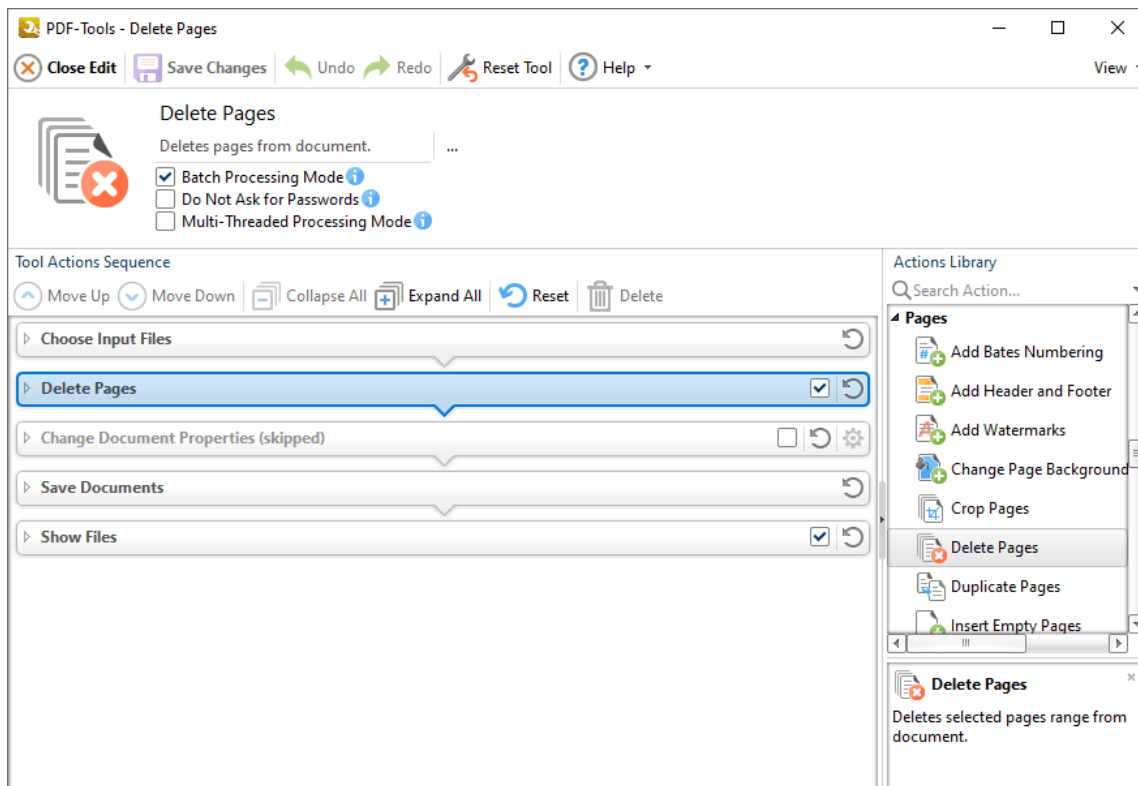 PDF-Tools - Delete Pages
Close Edit Save Changes Undo Redo Reset Tool ? Help View
Delete Pages
Deletes pages from document. ...
Batch Processing Mode i
Do Not Ask for Passwords i
Multi-Threaded Processing Mode i
Tool Actions Sequence
Move Up Move Down Collapse All Expand All Reset Delete
Choose Input Files
Delete Pages
Change Document Properties (skipped)
Save Documents
Show Files
Actions Library
Search Action...
Pages
Add Bates Numbering
Add Header and Footer
Add Watermarks
Change Page Background
Crop Pages
Delete Pages
Duplicate Pages
Insert Empty Pages
Delete Pages
Deletes selected pages range from
document.